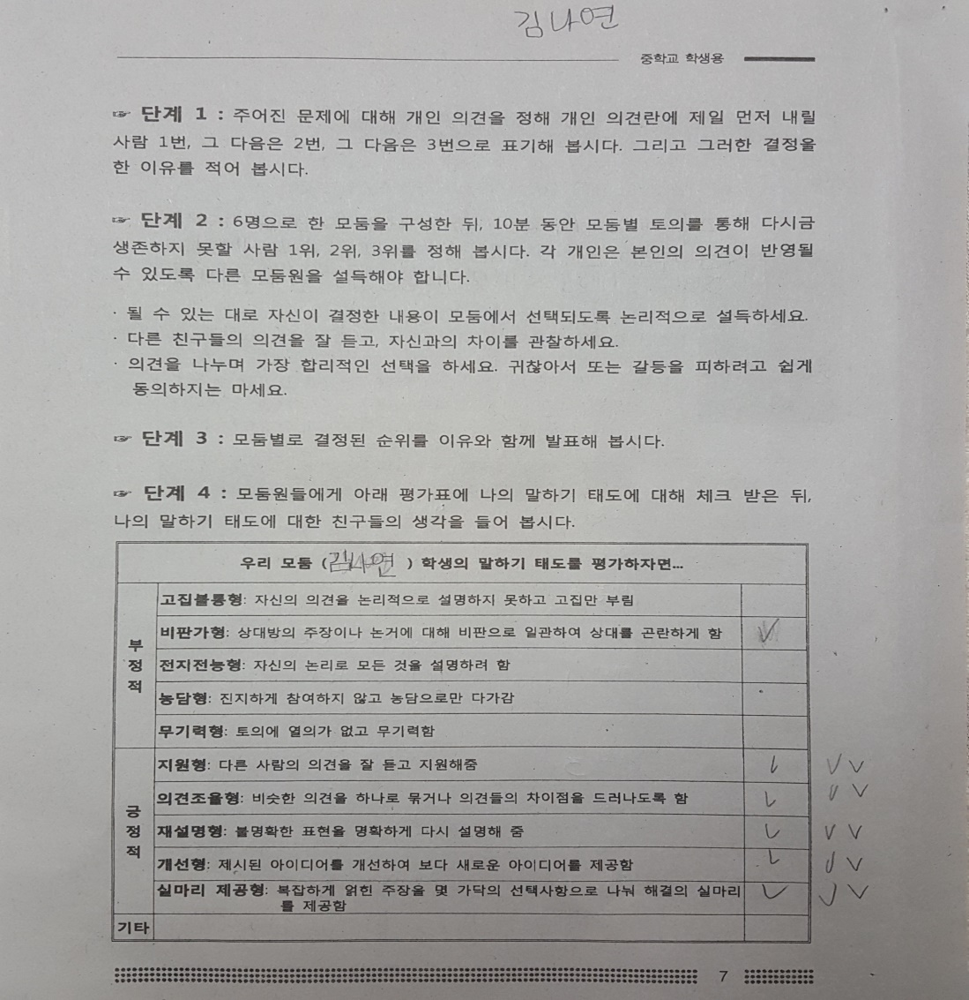 김나연
중학교 학생용
☞ 단계 1 : 주어진 문제에 대해 개인 의견을 정해 개인 의견란에 제일 먼저 내릴
사람 1번, 그 다음은 2번, 그 다음은 3번으로 표기해 봅시다. 그리고 그러한 결정을
한 이유를 적어 봅시다.
☞ 단계 2 : 6명으로 한 모둠을 구성한 뒤, 10분 동안 모둠별 토의를 통해 다시금
생존하지 못할 사람 1위, 2위, 3위를 정해 봅시다. 각 개인은 본인의 의견이 반영될
수 있도록 다른 모둠원을 설득해야 합니다.
· 될 수 있는 대로 자신이 결정한 내용이 모둠에서 선택되도록 논리적으로 설득하세요.
· 다른 친구들의 의견을 잘 듣고, 자신과의 차이를 관찰하세요.
· 의견을 나누며 가장 합리적인 선택을 하세요. 귀찮아서 또는 갈등을 피하려고 쉽게
동의하지는 마세요.
☞ 단계 3 : 모둠별로 결정된 순위를 이유와 함께 발표해 봅시다.
☞ 단계 4 : 모둠원들에게 아래 평가표에 나의 말하기 태도에 대해 체크 받은 뒤,
나의 말하기 태도에 대한 친구들의 생각을 들어 봅시다.
우리 모둠 (김나연) 학생의 말하기 태도를 평가하자면...
부정적
고집불통형: 자신의 의견을 논리적으로 설명하지 못하고 고집만 부림
비판가형: 상대방의 주장이나 논거에 대해 비판으로 일관하여 상대를 곤란하게 함 ✓
전지전능형: 자신의 논리로 모든 것을 설명하려 함
농담형: 진지하게 참여하지 않고 농담으로만 다가감
무기력형: 토의에 열의가 없고 무기력함
긍정적
지원형: 다른 사람의 의견을 잘 듣고 지원해줌 ✓ ✓ ✓
의견조율형: 비슷한 의견을 하나로 묶거나 의견들의 차이점을 드러나도록 함 ✓ ✓ ✓
재설명형: 불명확한 표현을 명확하게 다시 설명해 줌 ✓ ✓ ✓
개선형: 제시된 아이디어를 개선하여 보다 새로운 아이디어를 제공함 ✓ ✓ ✓
실마리 제공형: 복잡하게 얽힌 주장을 몇 가닥의 선택사항으로 나눠 해결의 실마리 ✓ ✓ ✓
를 제공함
기타
7